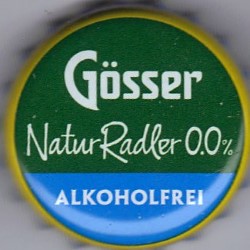 Gösser
NaturRadler 0.0%
ALKOHOLFREI